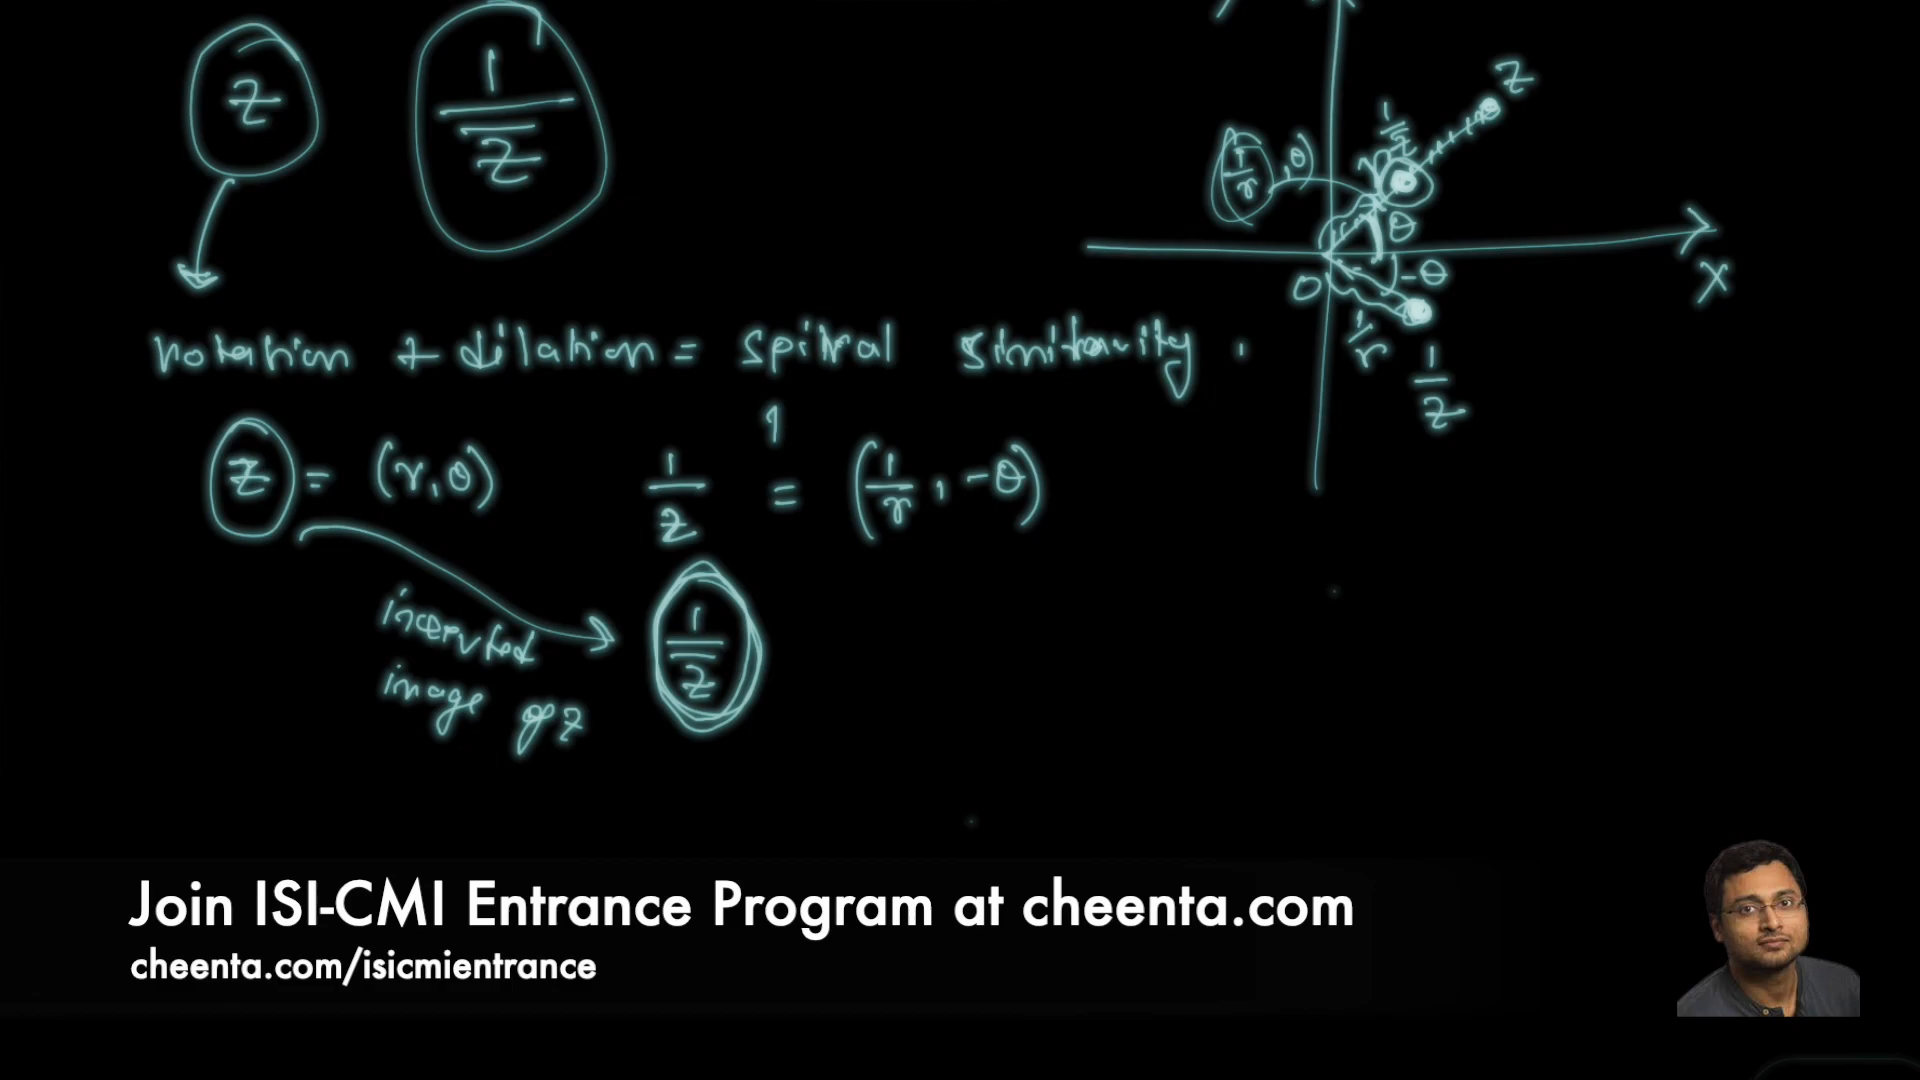 z 1/z̅
rotation + dilation = spiral similarity .
z = (r, θ) 1/z = (1/r, -θ)
inverted
image of z
1/z̅
y
z
1/z̅
(1/r, θ)
r
θ
-θ
O
X
1/r
1/z
Join ISI-CMI Entrance Program at cheenta.com
cheenta.com/isicmientrance